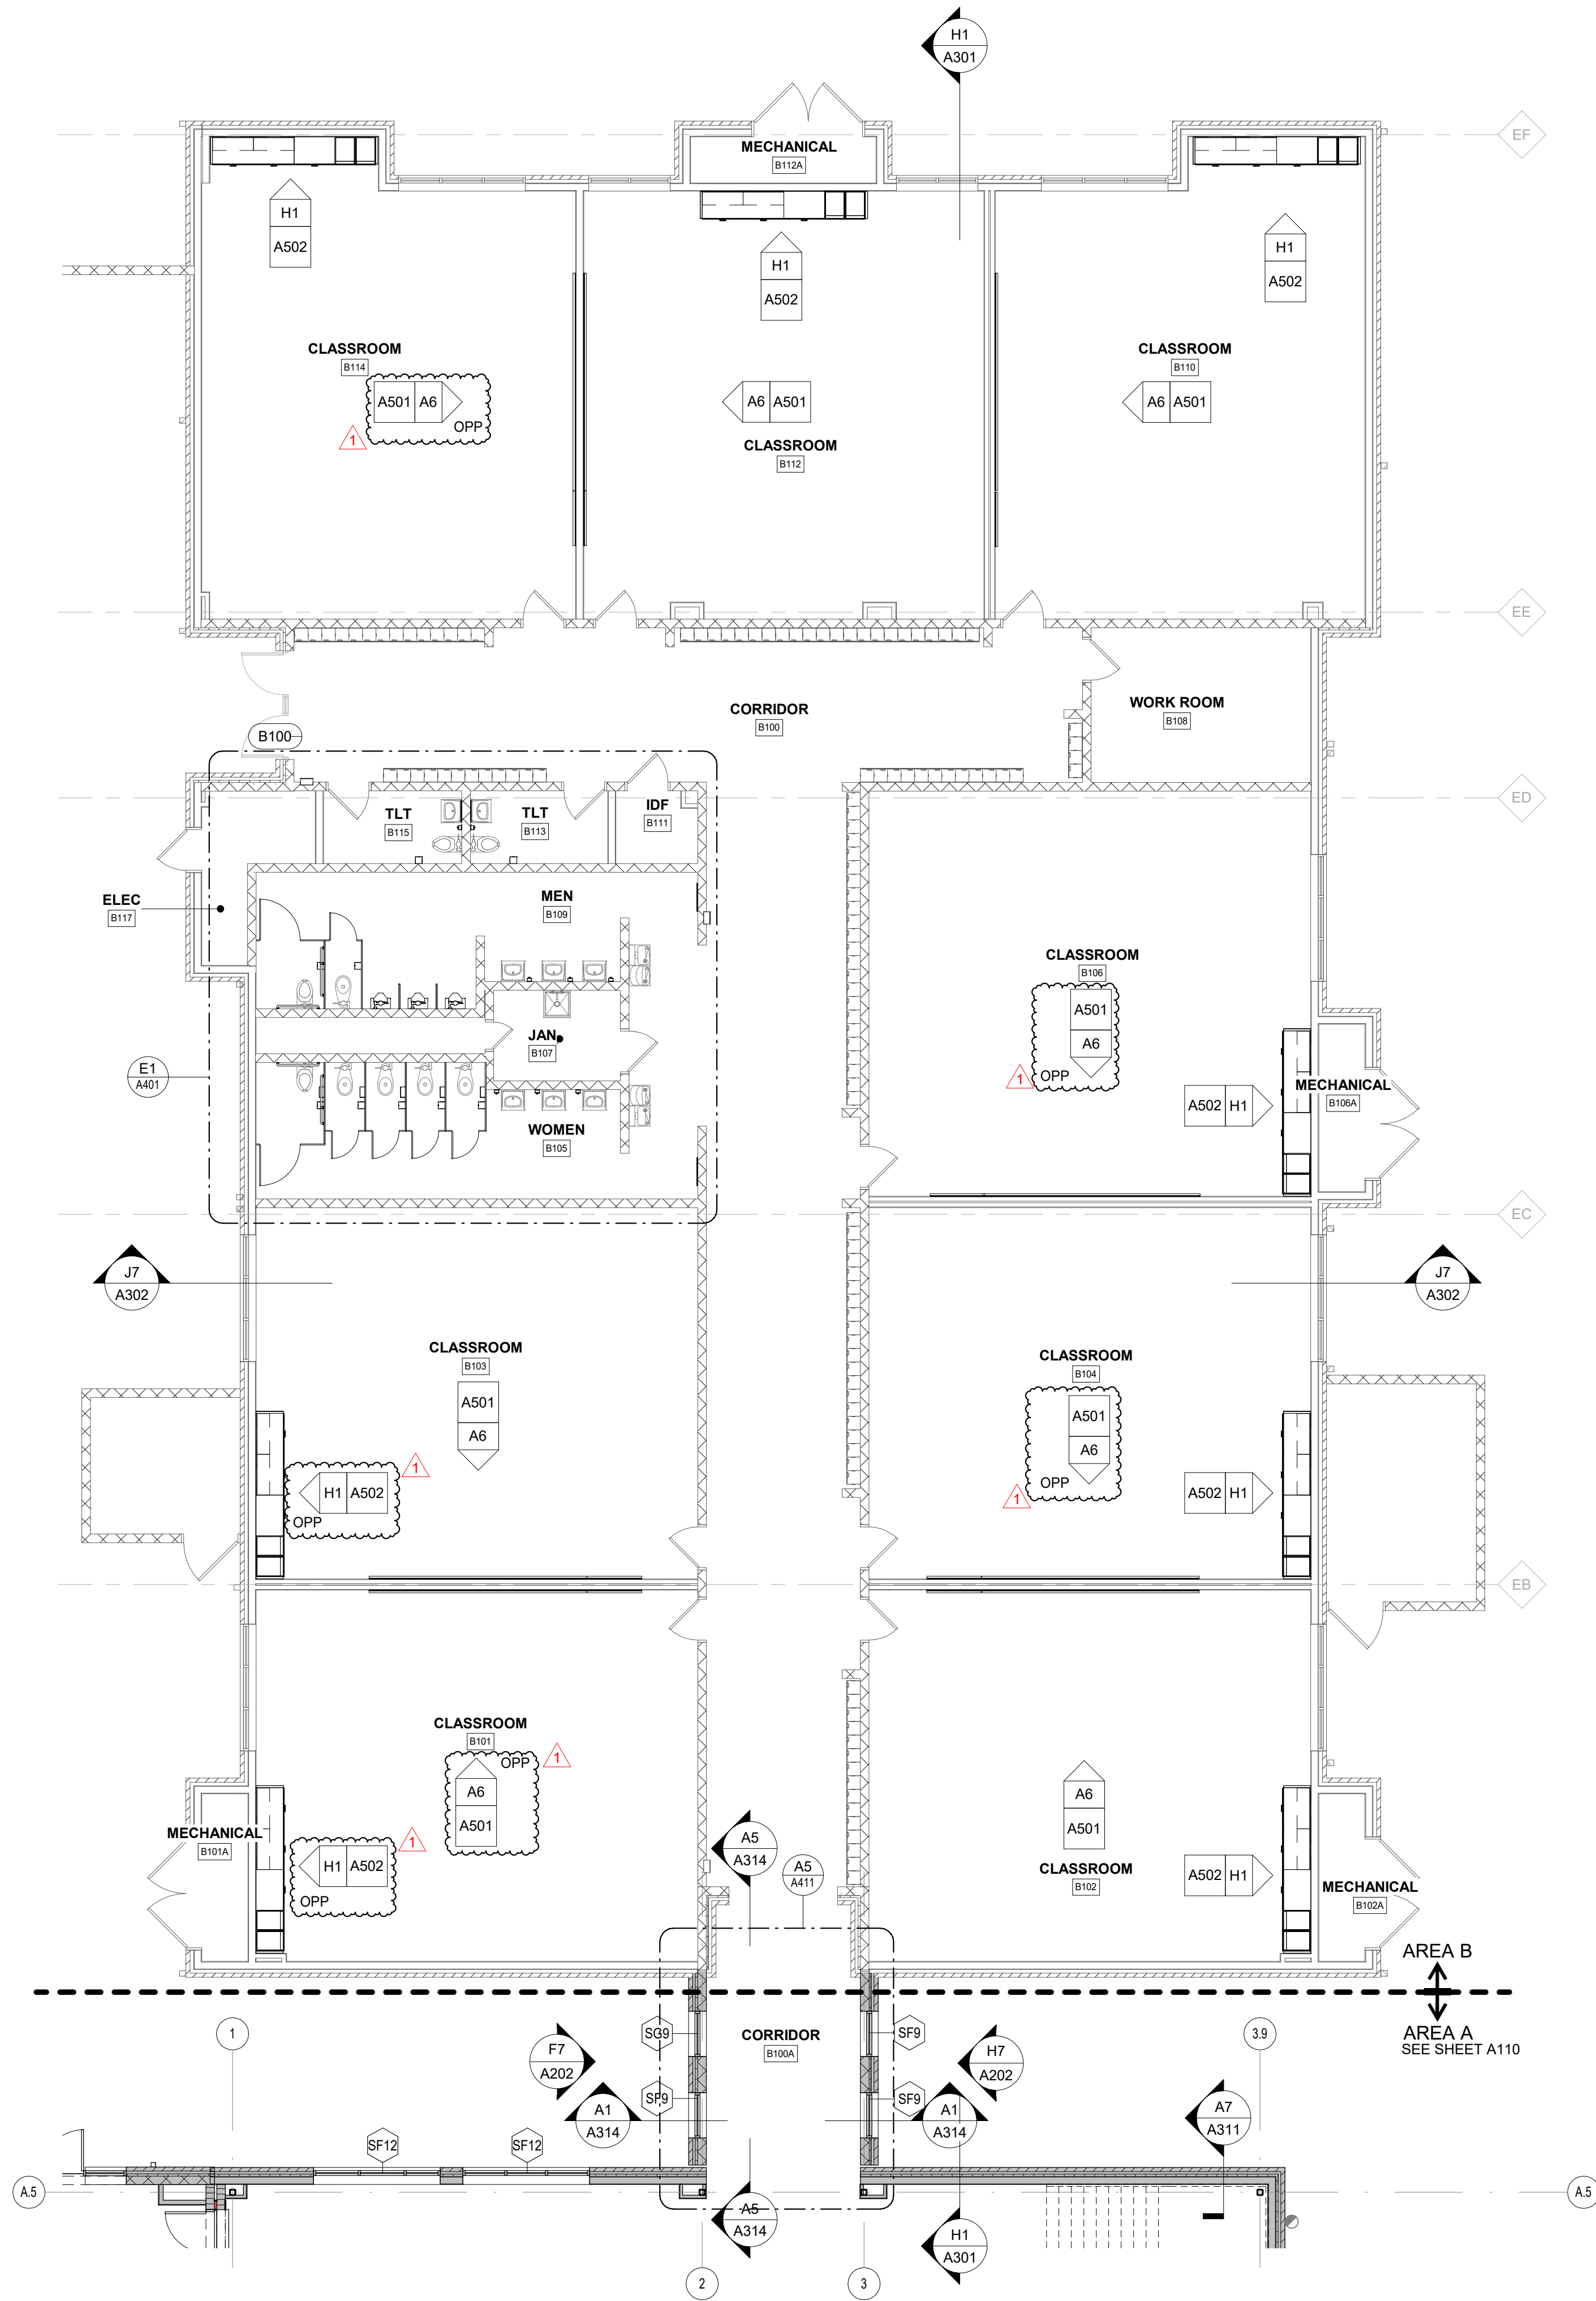 H1
A301
EF
MECHANICAL
B112A
H1
A502
H1
A502
H1
A502
CLASSROOM
B114
A501 A6
OPP
1
A6 A501
CLASSROOM
B112
CLASSROOM
B110
A6 A501
EE
CORRIDOR
B100
WORK ROOM
B108
B100
ED
TLT
B115
TLT
B113
IDF
B111
ELEC
B117
MEN
B109
CLASSROOM
B106
A501
A6
OPP
1
JAN
B107
E1
A401
MECHANICAL
B106A
A502 H1
WOMEN
B105
EC
J7
A302
J7
A302
CLASSROOM
B103
A501
A6
CLASSROOM
B104
A501
A6
OPP
1
H1 A502
OPP
1
A502 H1
EB
CLASSROOM
B101
OPP
1
A6
A501
A6
A501
MECHANICAL
B101A
H1 A502
OPP
1
A5
A314
A5
A411
CLASSROOM
B102
A502 H1
MECHANICAL
B102A
AREA B
AREA A
SEE SHEET A110
1
SG9
CORRIDOR
B100A
SF9
3.9
F7
A202
H7
A202
SF9
SF9
A1
A314
A1
A314
A7
A311
SF12
SF12
A.5
A.5
A5
A314
H1
A301
2
3